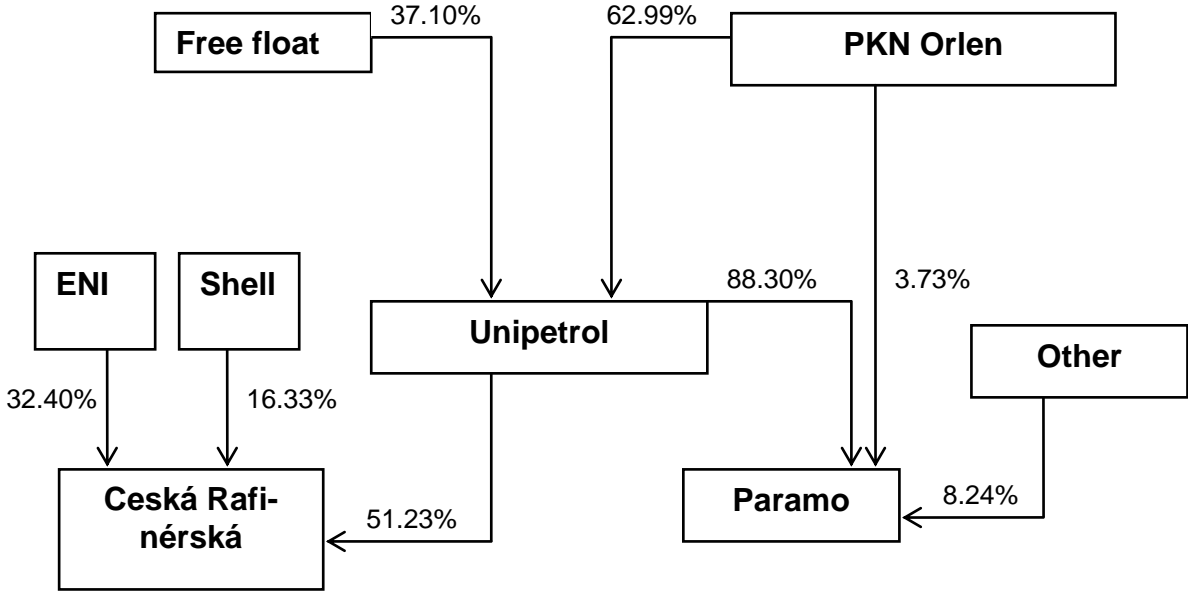 37.10%
62.99%
Free float
PKN Orlen
ENI
Shell
88.30%
3.73%
Unipetrol
Other
32.40%
16.33%
Ceská Rafi-
nérská
51.23%
Paramo
8.24%